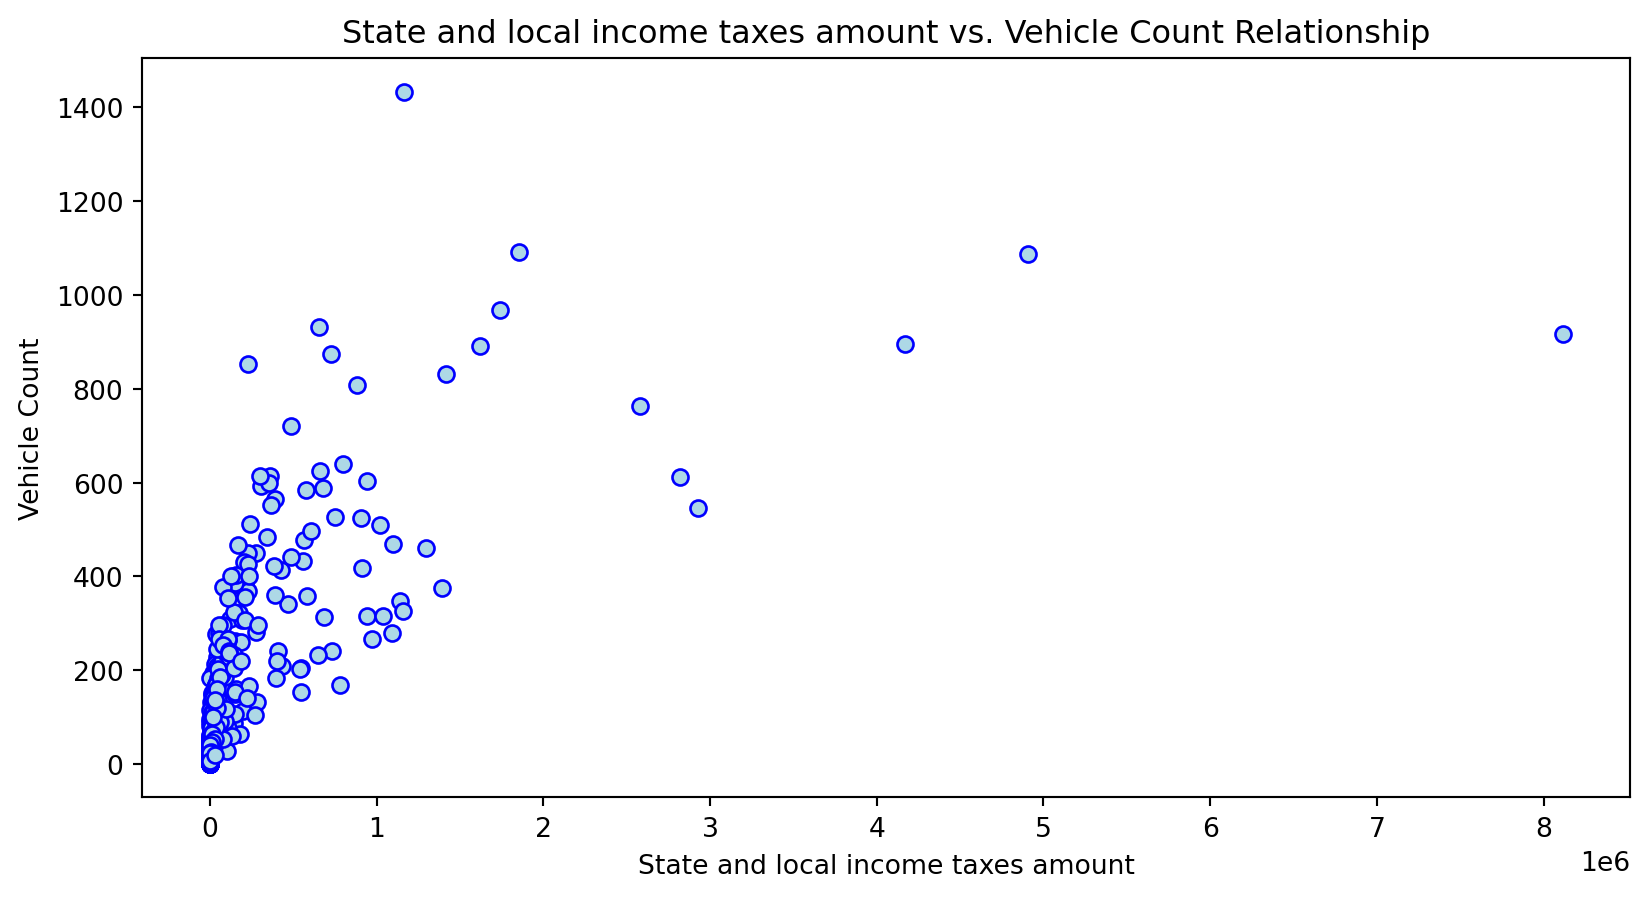 State and local income taxes amount vs. Vehicle Count Relationship
1400
1200
1000
800
600
400
200
0
Vehicle Count
0 1 2 3 4 5 6 7 8
1e6
State and local income taxes amount